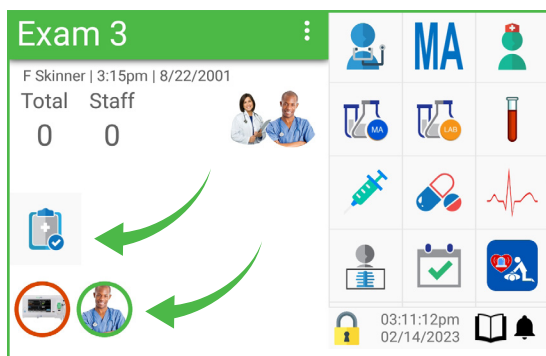 Exam 3
F Skinner | 3:15pm | 8/22/2001
Total Staff
0 0
MA
MA LAB
03:11:12pm
02/14/2023